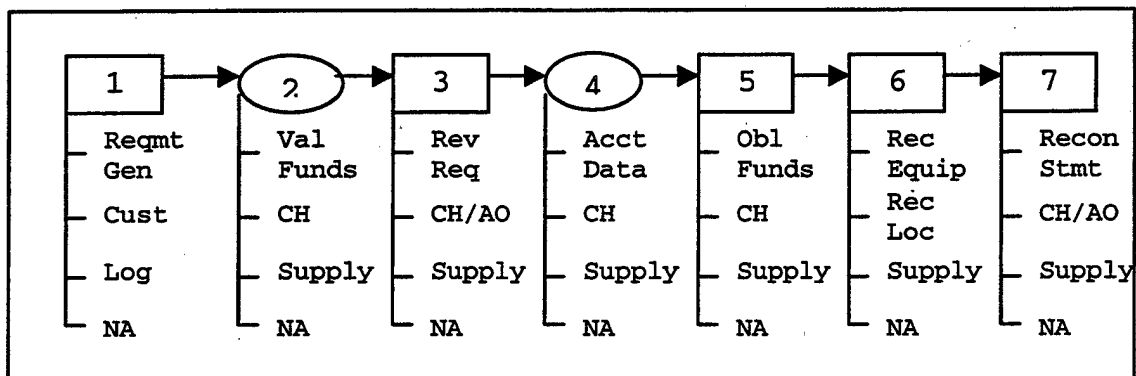 1 2 3 4 5 6 7
Reqmt Val Rev Acct Obl Rec Recon
Gen Funds Req Data Funds Equip Stmt
Cust CH CH/AO CH CH Rec CH/AO
Loc
Log Supply Supply Supply Supply Supply Supply
NA NA NA NA NA NA NA